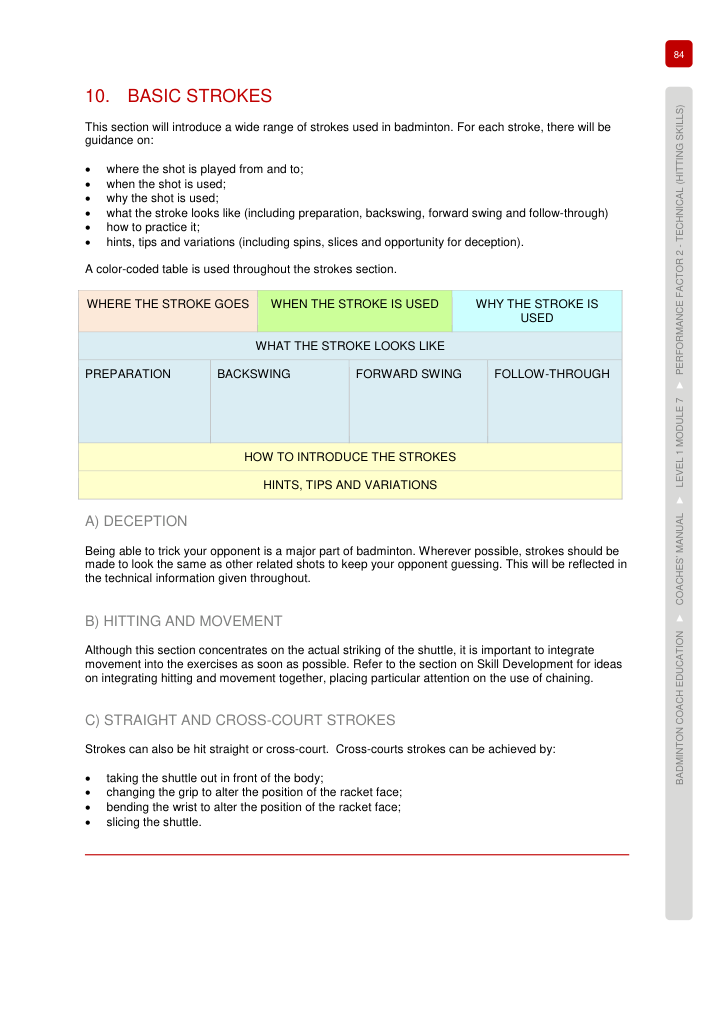 84
10. BASIC STROKES
This section will introduce a wide range of strokes used in badminton. For each stroke, there will be
guidance on:
• where the shot is played from and to;
• when the shot is used;
• why the shot is used;
• what the stroke looks like (including preparation, backswing, forward swing and follow-through)
• how to practice it;
• hints, tips and variations (including spins, slices and opportunity for deception).
A color-coded table is used throughout the strokes section.
WHERE THE STROKE GOES
WHEN THE STROKE IS USED
WHY THE STROKE IS
USED
WHAT THE STROKE LOOKS LIKE
PREPARATION
BACKSWING
FORWARD SWING
FOLLOW-THROUGH
HOW TO INTRODUCE THE STROKES
HINTS, TIPS AND VARIATIONS
A) DECEPTION
Being able to trick your opponent is a major part of badminton. Wherever possible, strokes should be
made to look the same as other related shots to keep your opponent guessing. This will be reflected in
the technical information given throughout.
B) HITTING AND MOVEMENT
Although this section concentrates on the actual striking of the shuttle, it is important to integrate
movement into the exercises as soon as possible. Refer to the section on Skill Development for ideas
on integrating hitting and movement together, placing particular attention on the use of chaining.
C) STRAIGHT AND CROSS-COURT STROKES
Strokes can also be hit straight or cross-court. Cross-courts strokes can be achieved by:
• taking the shuttle out in front of the body;
• changing the grip to alter the position of the racket face;
• bending the wrist to alter the position of the racket face;
• slicing the shuttle.
BADMINTON COACH EDUCATION ▲ COACHES' MANUAL ▲ LEVEL 1 MODULE 7 ▲ PERFORMANCE FACTOR 2 - TECHNICAL (HITTING SKILLS)